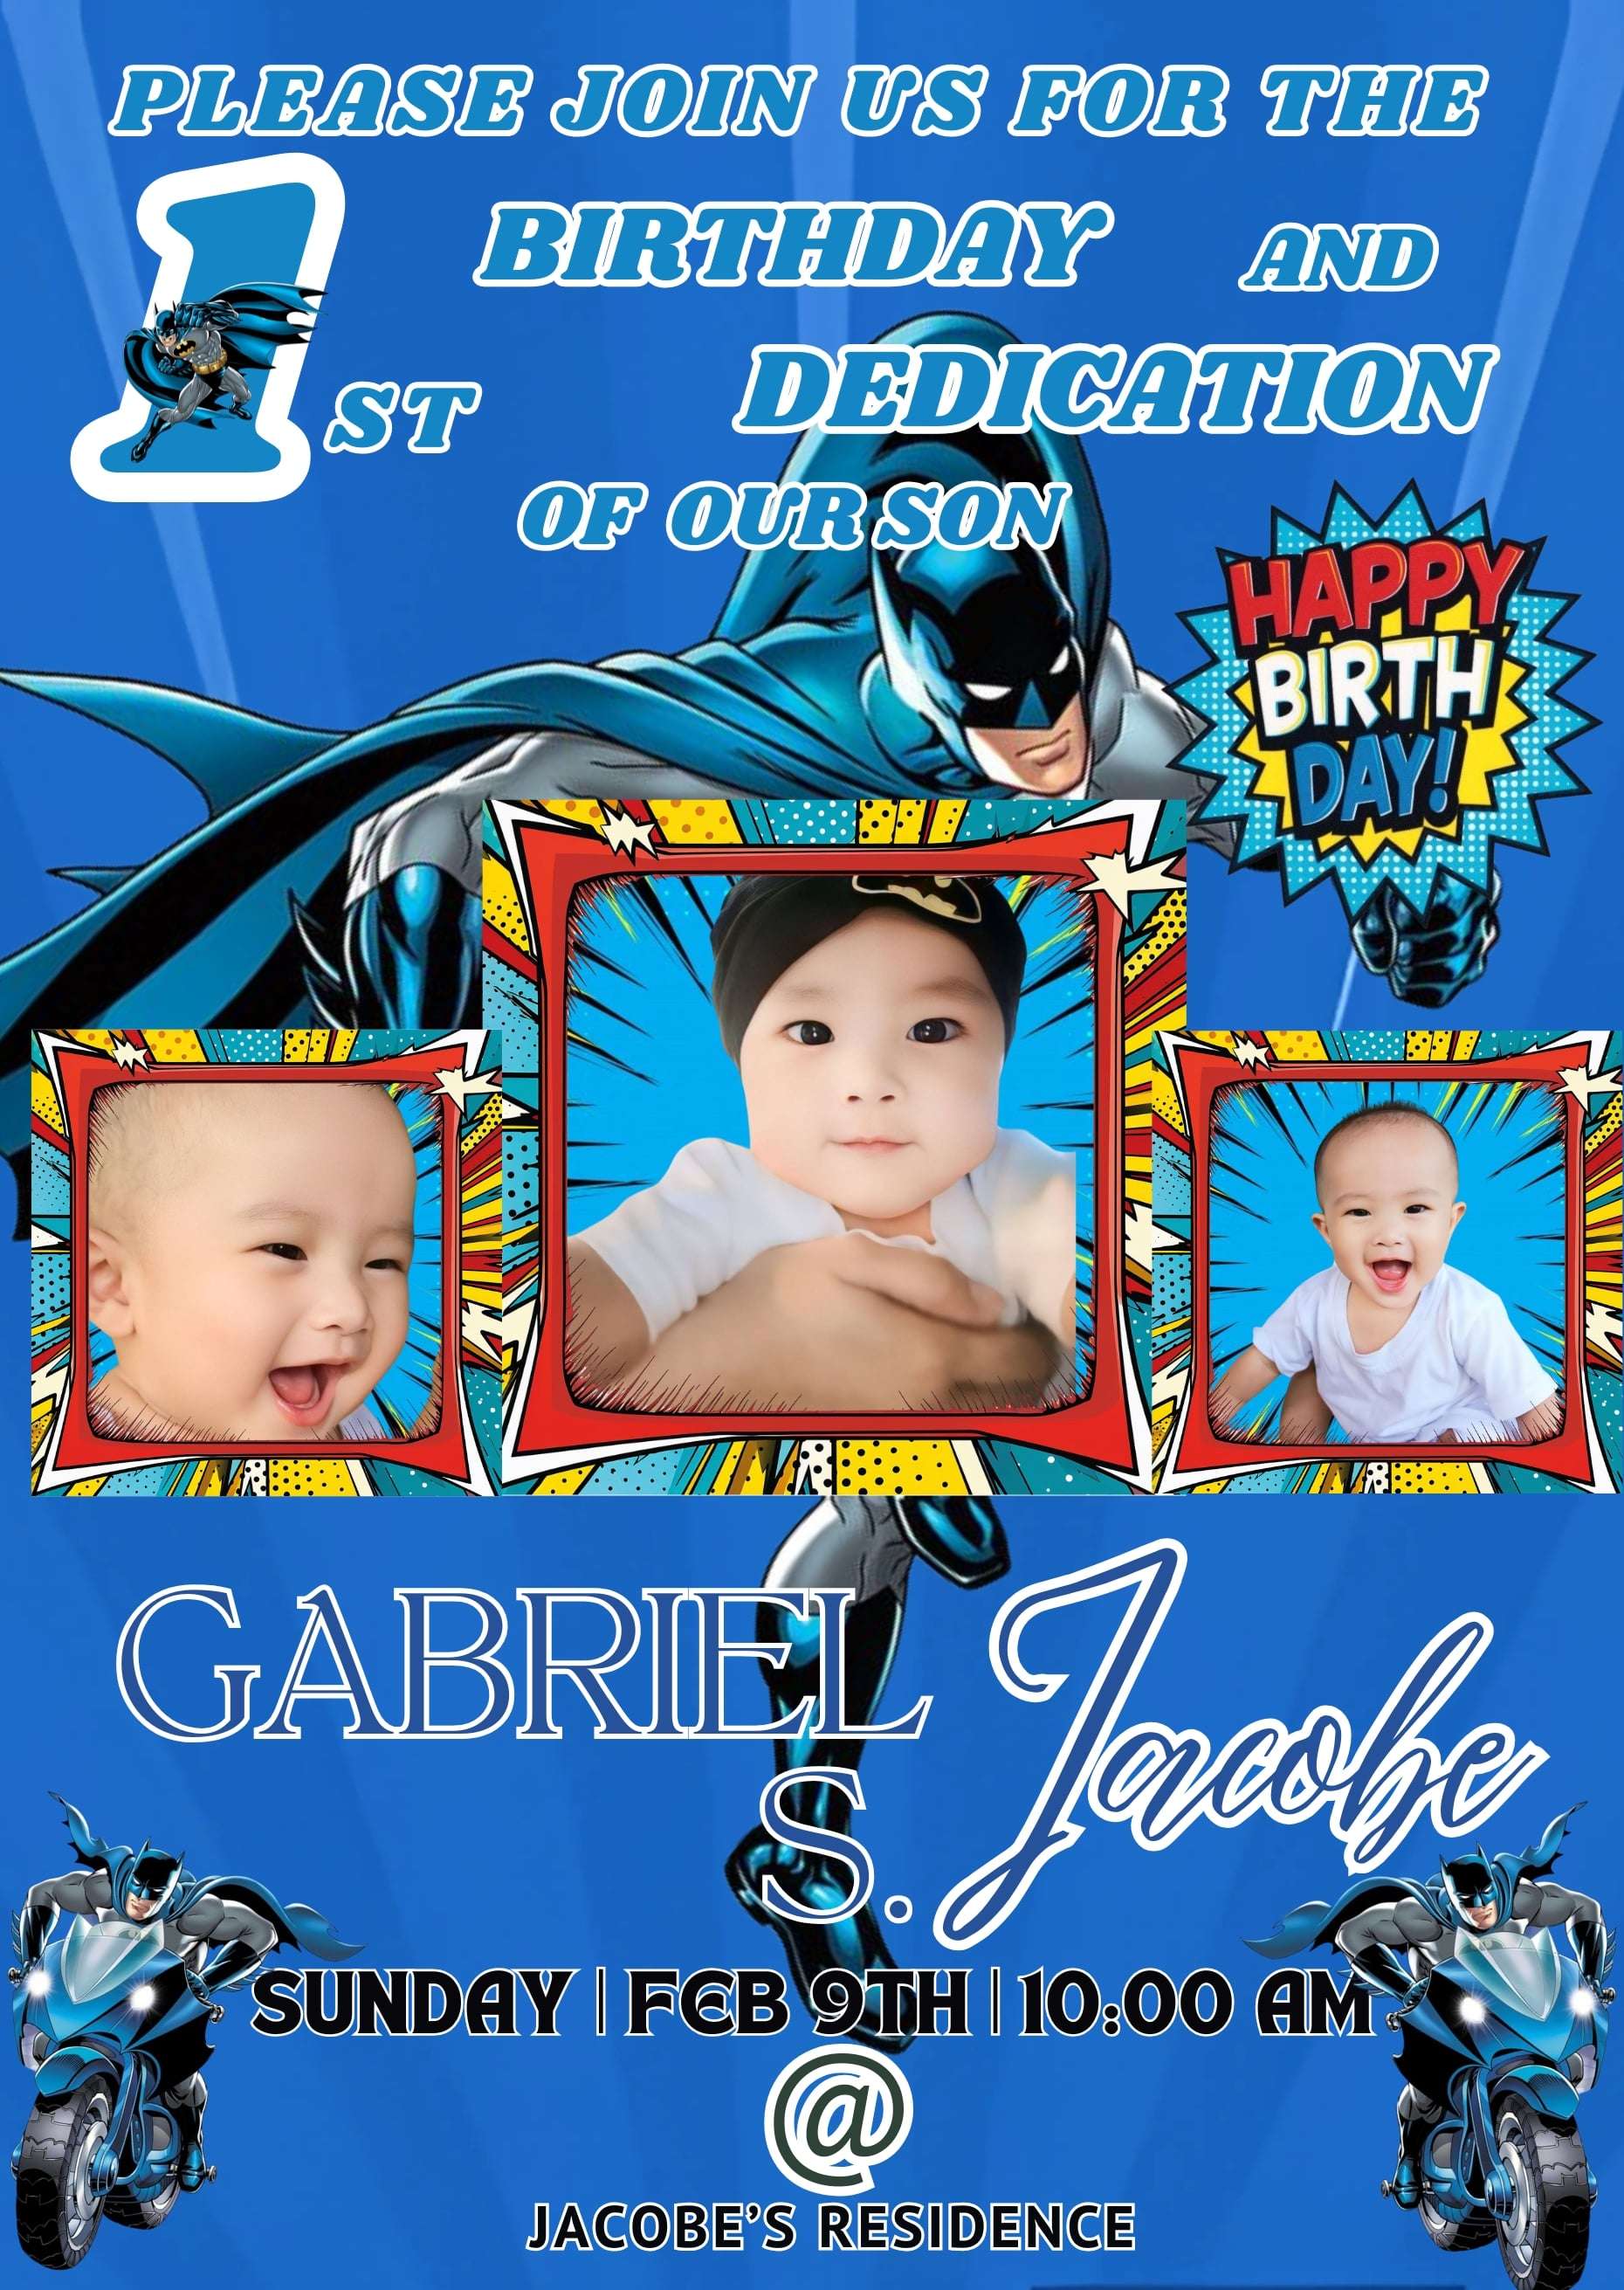 PLEASE JOIN US FOR THE
1ST BIRTHDAY AND
DEDICATION
OF OUR SON
HAPPY
BIRTH
DAY!
GABRIEL
S. Jacobe
SUNDAY | FEB 9TH | 10:00 AM
@
JACOBE'S RESIDENCE